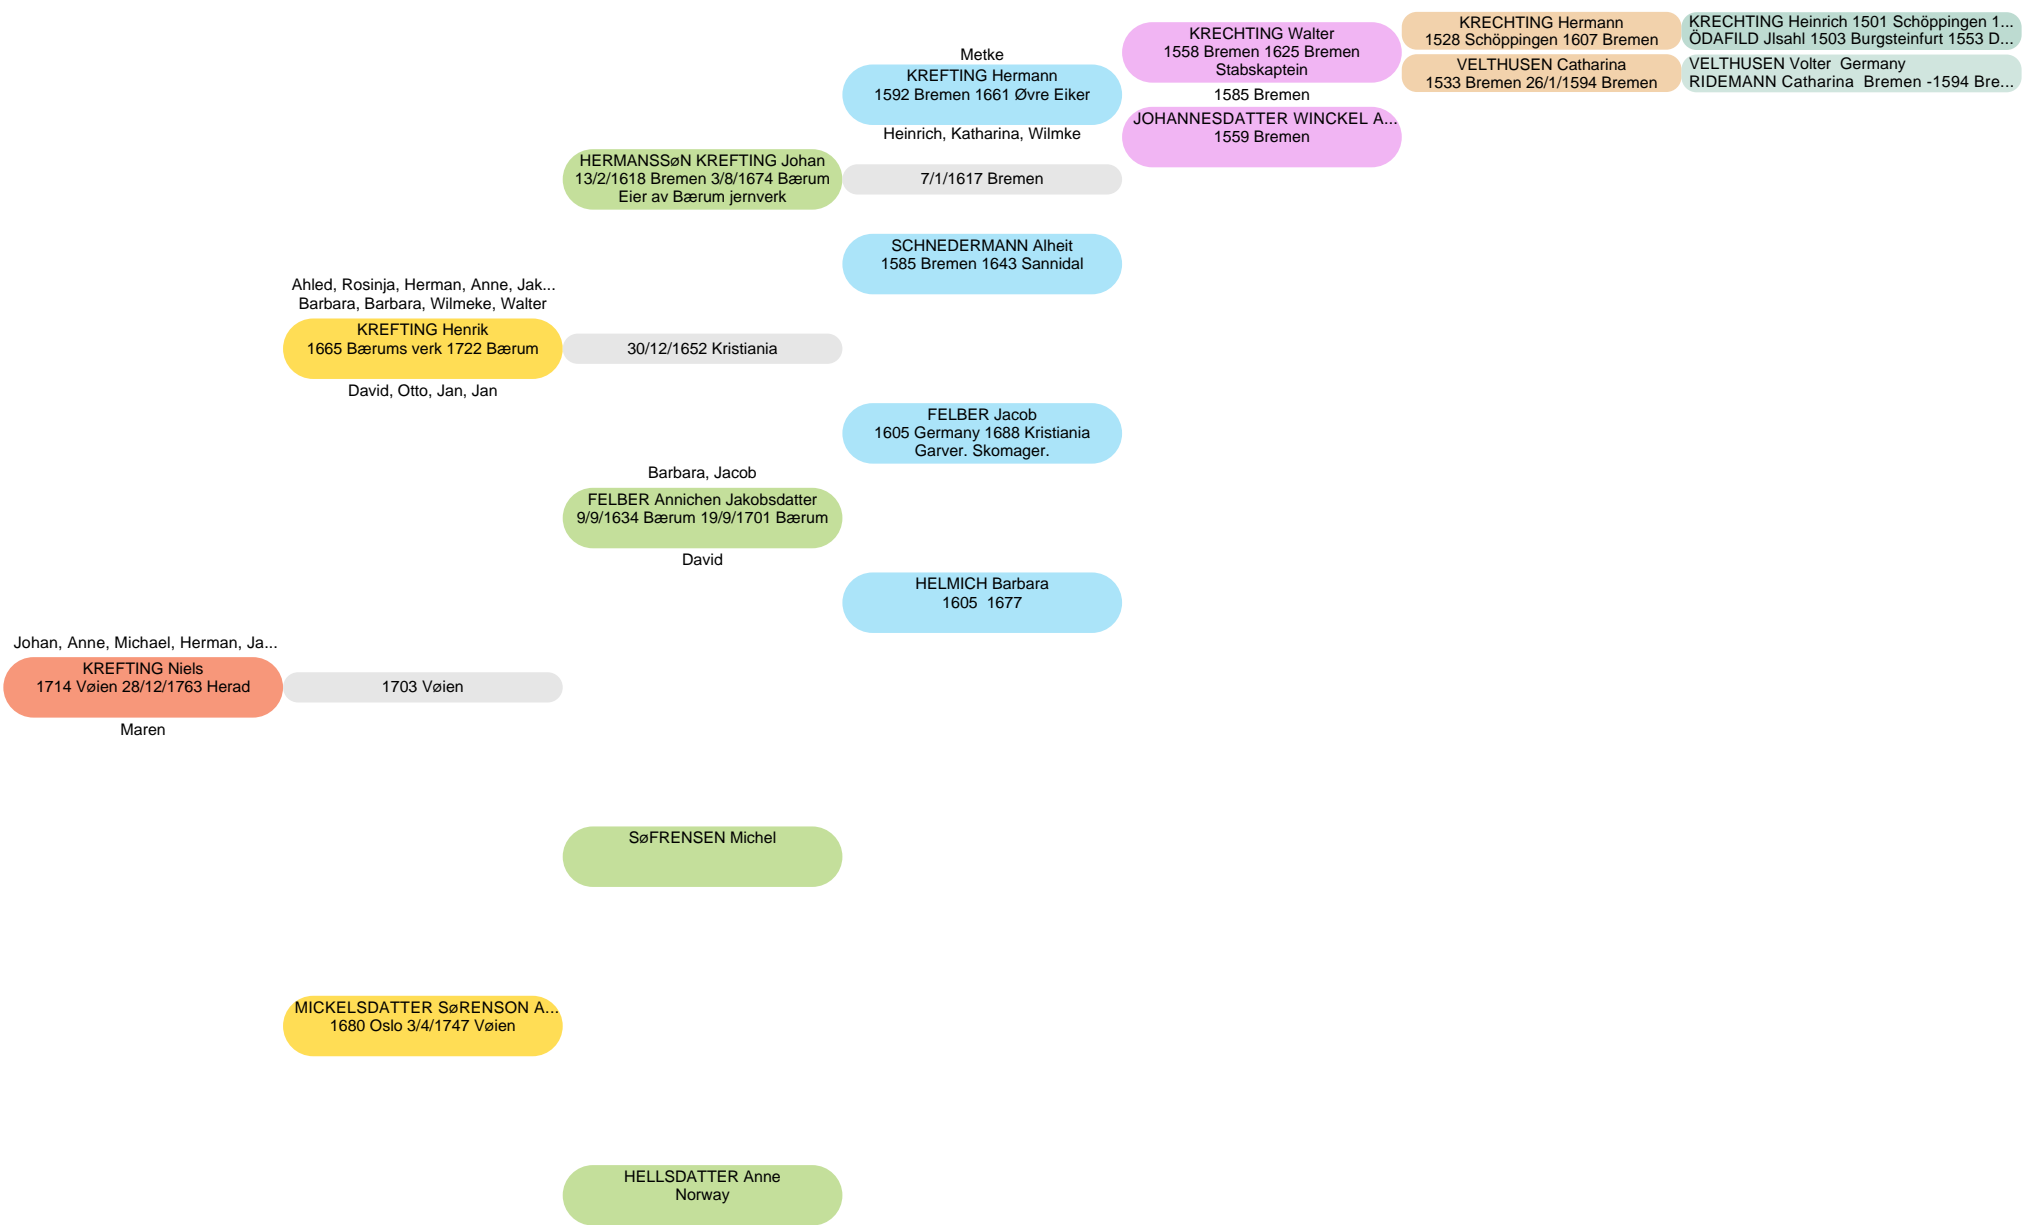 KRECHTING Heinrich 1501 Schöppingen 1...
ÖDAFILD Jlsahl 1503 Burgsteinfurt 1553 D...
VELTHUSEN Volter  Germany
RIDEMANN Catharina  Bremen -1594 Bre...
KRECHTING Hermann
1528 Schöppingen 1607 Bremen
VELTHUSEN Catharina
1533 Bremen 26/1/1594 Bremen
KRECHTING Walter
1558 Bremen 1625 Bremen
Stabskaptein
1585 Bremen
JOHANNESDATTER WINCKEL A...
1559 Bremen
Metke
KREFTING Hermann
1592 Bremen 1661 Øvre Eiker
Heinrich, Katharina, Wilmke
7/1/1617 Bremen
SCHNEDERMANN Alheit
1585 Bremen 1643 Sannidal
HERMANSSøN KREFTING Johan
13/2/1618 Bremen 3/8/1674 Bærum
Eier av Bærum jernverk
Ahled, Rosinja, Herman, Anne, Jak...
Barbara, Barbara, Wilmeke, Walter
KREFTING Henrik
1665 Bærums verk 1722 Bærum
David, Otto, Jan, Jan
30/12/1652 Kristiania
FELBER Jacob
1605 Germany 1688 Kristiania
Garver. Skomager.
Barbara, Jacob
FELBER Annichen Jakobsdatter
9/9/1634 Bærum 19/9/1701 Bærum
David
HELMICH Barbara
1605  1677
Johan, Anne, Michael, Herman, Ja...
KREFTING Niels
1714 Vøien 28/12/1763 Herad
Maren
1703 Vøien
SøFRENSEN Michel
MICKELSDATTER SøRENSON A...
1680 Oslo 3/4/1747 Vøien
HELLSDATTER Anne
Norway